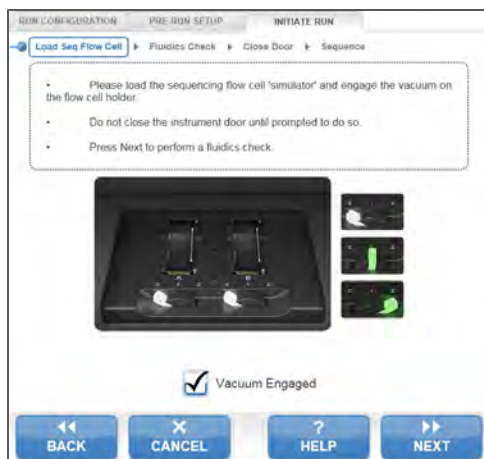 RUN CONFIGURATION PRE RUN SETUP INITIATE RUN
Load Seq Flow Cell Fluidics Check Close Door Sequence
• Please load the sequencing flow cell 'simulator' and engage the vacuum on
the flow cell holder.
• Do not close the instrument door until prompted to do so.
• Press Next to perform a fluidics check.
Vacuum Engaged
BACK CANCEL ? HELP NEXT